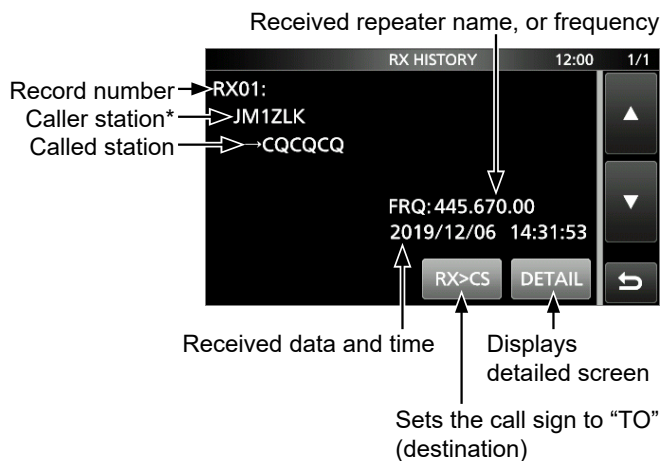 Received repeater name, or frequency
RX HISTORY 12:00 1/1
Record number
RX01:
Caller station*
JM1ZLK
Called station
→CQCQCQ
FRQ: 445.670.00
2019/12/06 14:31:53
RX>CS DETAIL
Received data and time
Displays
detailed screen
Sets the call sign to “TO”
(destination)